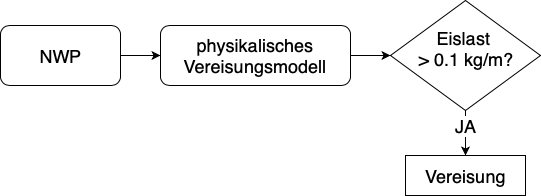 NWP
physikalisches
Vereisungsmodell
Eislast
> 0.1 kg/m?
JA
Vereisung